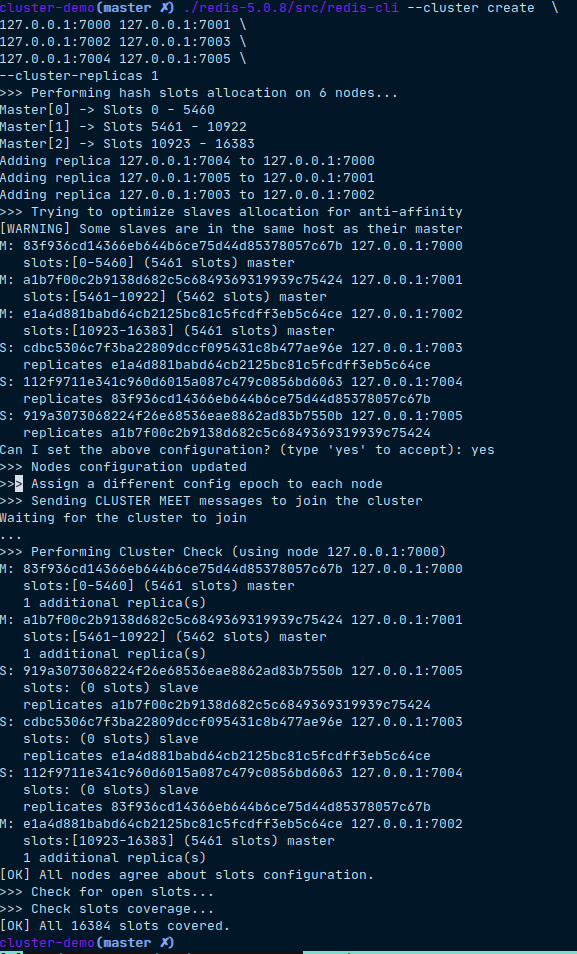 cluster-demo(master ✗) ./redis-5.0.8/src/redis-cli --cluster create  \
127.0.0.1:7000 127.0.0.1:7001 \
127.0.0.1:7002 127.0.0.1:7003 \
127.0.0.1:7004 127.0.0.1:7005 \
--cluster-replicas 1
>>> Performing hash slots allocation on 6 nodes...
Master[0] -> Slots 0 - 5460
Master[1] -> Slots 5461 - 10922
Master[2] -> Slots 10923 - 16383
Adding replica 127.0.0.1:7004 to 127.0.0.1:7000
Adding replica 127.0.0.1:7005 to 127.0.0.1:7001
Adding replica 127.0.0.1:7003 to 127.0.0.1:7002
>>> Trying to optimize slaves allocation for anti-affinity
[WARNING] Some slaves are in the same host as their master
M: 83f936cd14366eb644b6ce75d44d85378057c67b 127.0.0.1:7000
   slots:[0-5460] (5461 slots) master
M: a1b7f00c2b9138d682c5c6849369319939c75424 127.0.0.1:7001
   slots:[5461-10922] (5462 slots) master
M: e1a4d881babd64cb2125bc81c5fcdff3eb5c64ce 127.0.0.1:7002
   slots:[10923-16383] (5461 slots) master
S: cdbc5306c7f3ba22809dccf095431c8b477ae96e 127.0.0.1:7003
   replicates e1a4d881babd64cb2125bc81c5fcdff3eb5c64ce
S: 112f9711e341c960d6015a087c479c0856bd6063 127.0.0.1:7004
   replicates 83f936cd14366eb644b6ce75d44d85378057c67b
S: 919a3073068224f26e68536eae8862ad83b7550b 127.0.0.1:7005
   replicates a1b7f00c2b9138d682c5c6849369319939c75424
Can I set the above configuration? (type 'yes' to accept): yes
>>> Nodes configuration updated
>>> Assign a different config epoch to each node
>>> Sending CLUSTER MEET messages to join the cluster
Waiting for the cluster to join
...
>>> Performing Cluster Check (using node 127.0.0.1:7000)
M: 83f936cd14366eb644b6ce75d44d85378057c67b 127.0.0.1:7000
   slots:[0-5460] (5461 slots) master
   1 additional replica(s)
M: a1b7f00c2b9138d682c5c6849369319939c75424 127.0.0.1:7001
   slots:[5461-10922] (5462 slots) master
   1 additional replica(s)
S: 919a3073068224f26e68536eae8862ad83b7550b 127.0.0.1:7005
   slots: (0 slots) slave
   replicates a1b7f00c2b9138d682c5c6849369319939c75424
S: cdbc5306c7f3ba22809dccf095431c8b477ae96e 127.0.0.1:7003
   slots: (0 slots) slave
   replicates e1a4d881babd64cb2125bc81c5fcdff3eb5c64ce
S: 112f9711e341c960d6015a087c479c0856bd6063 127.0.0.1:7004
   slots: (0 slots) slave
   replicates 83f936cd14366eb644b6ce75d44d85378057c67b
M: e1a4d881babd64cb2125bc81c5fcdff3eb5c64ce 127.0.0.1:7002
   slots:[10923-16383] (5461 slots) master
   1 additional replica(s)
[OK] All nodes agree about slots configuration.
>>> Check for open slots...
>>> Check slots coverage...
[OK] All 16384 slots covered.
cluster-demo(master ✗)